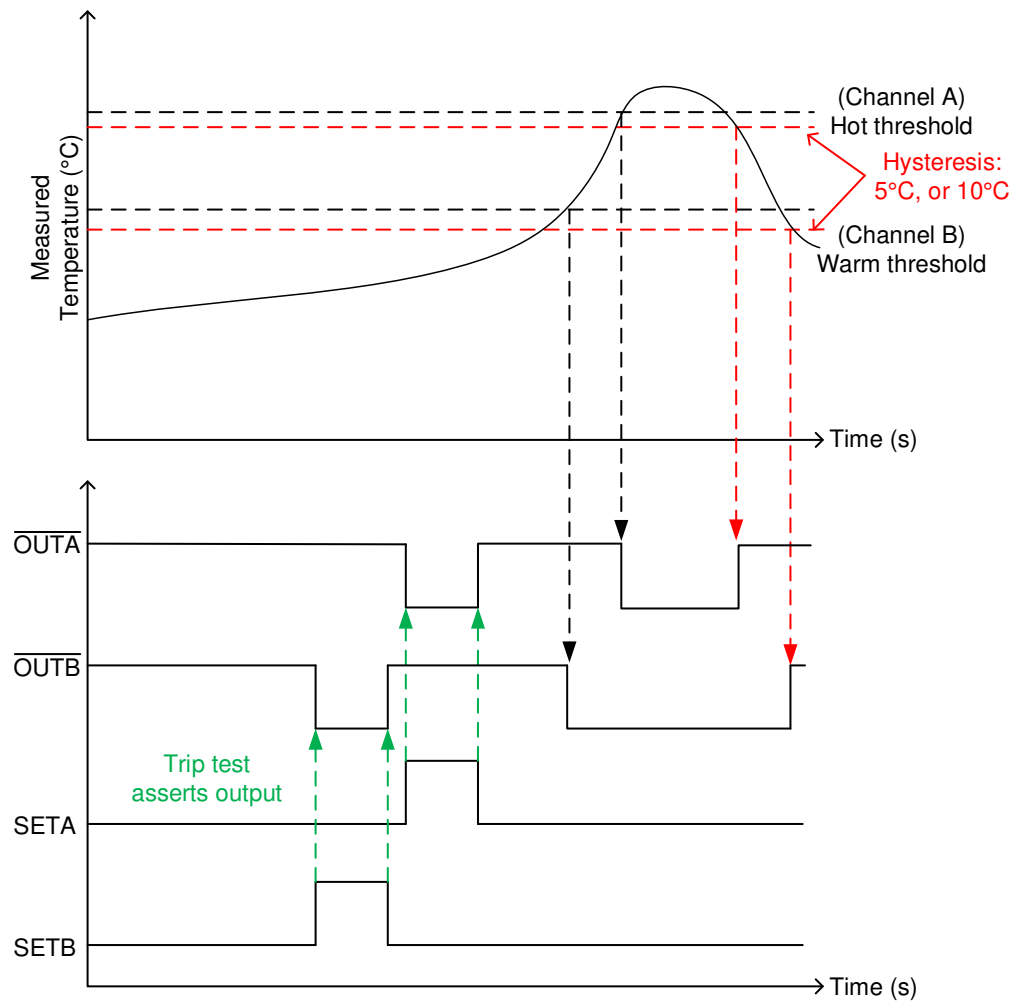 Measured
Temperature (°C)
(Channel A)
Hot threshold
Hysteresis:
5°C, or 10°C
(Channel B)
Warm threshold
Time (s)
OUTA
OUTB
Trip test
asserts output
SETA
SETB
Time (s)